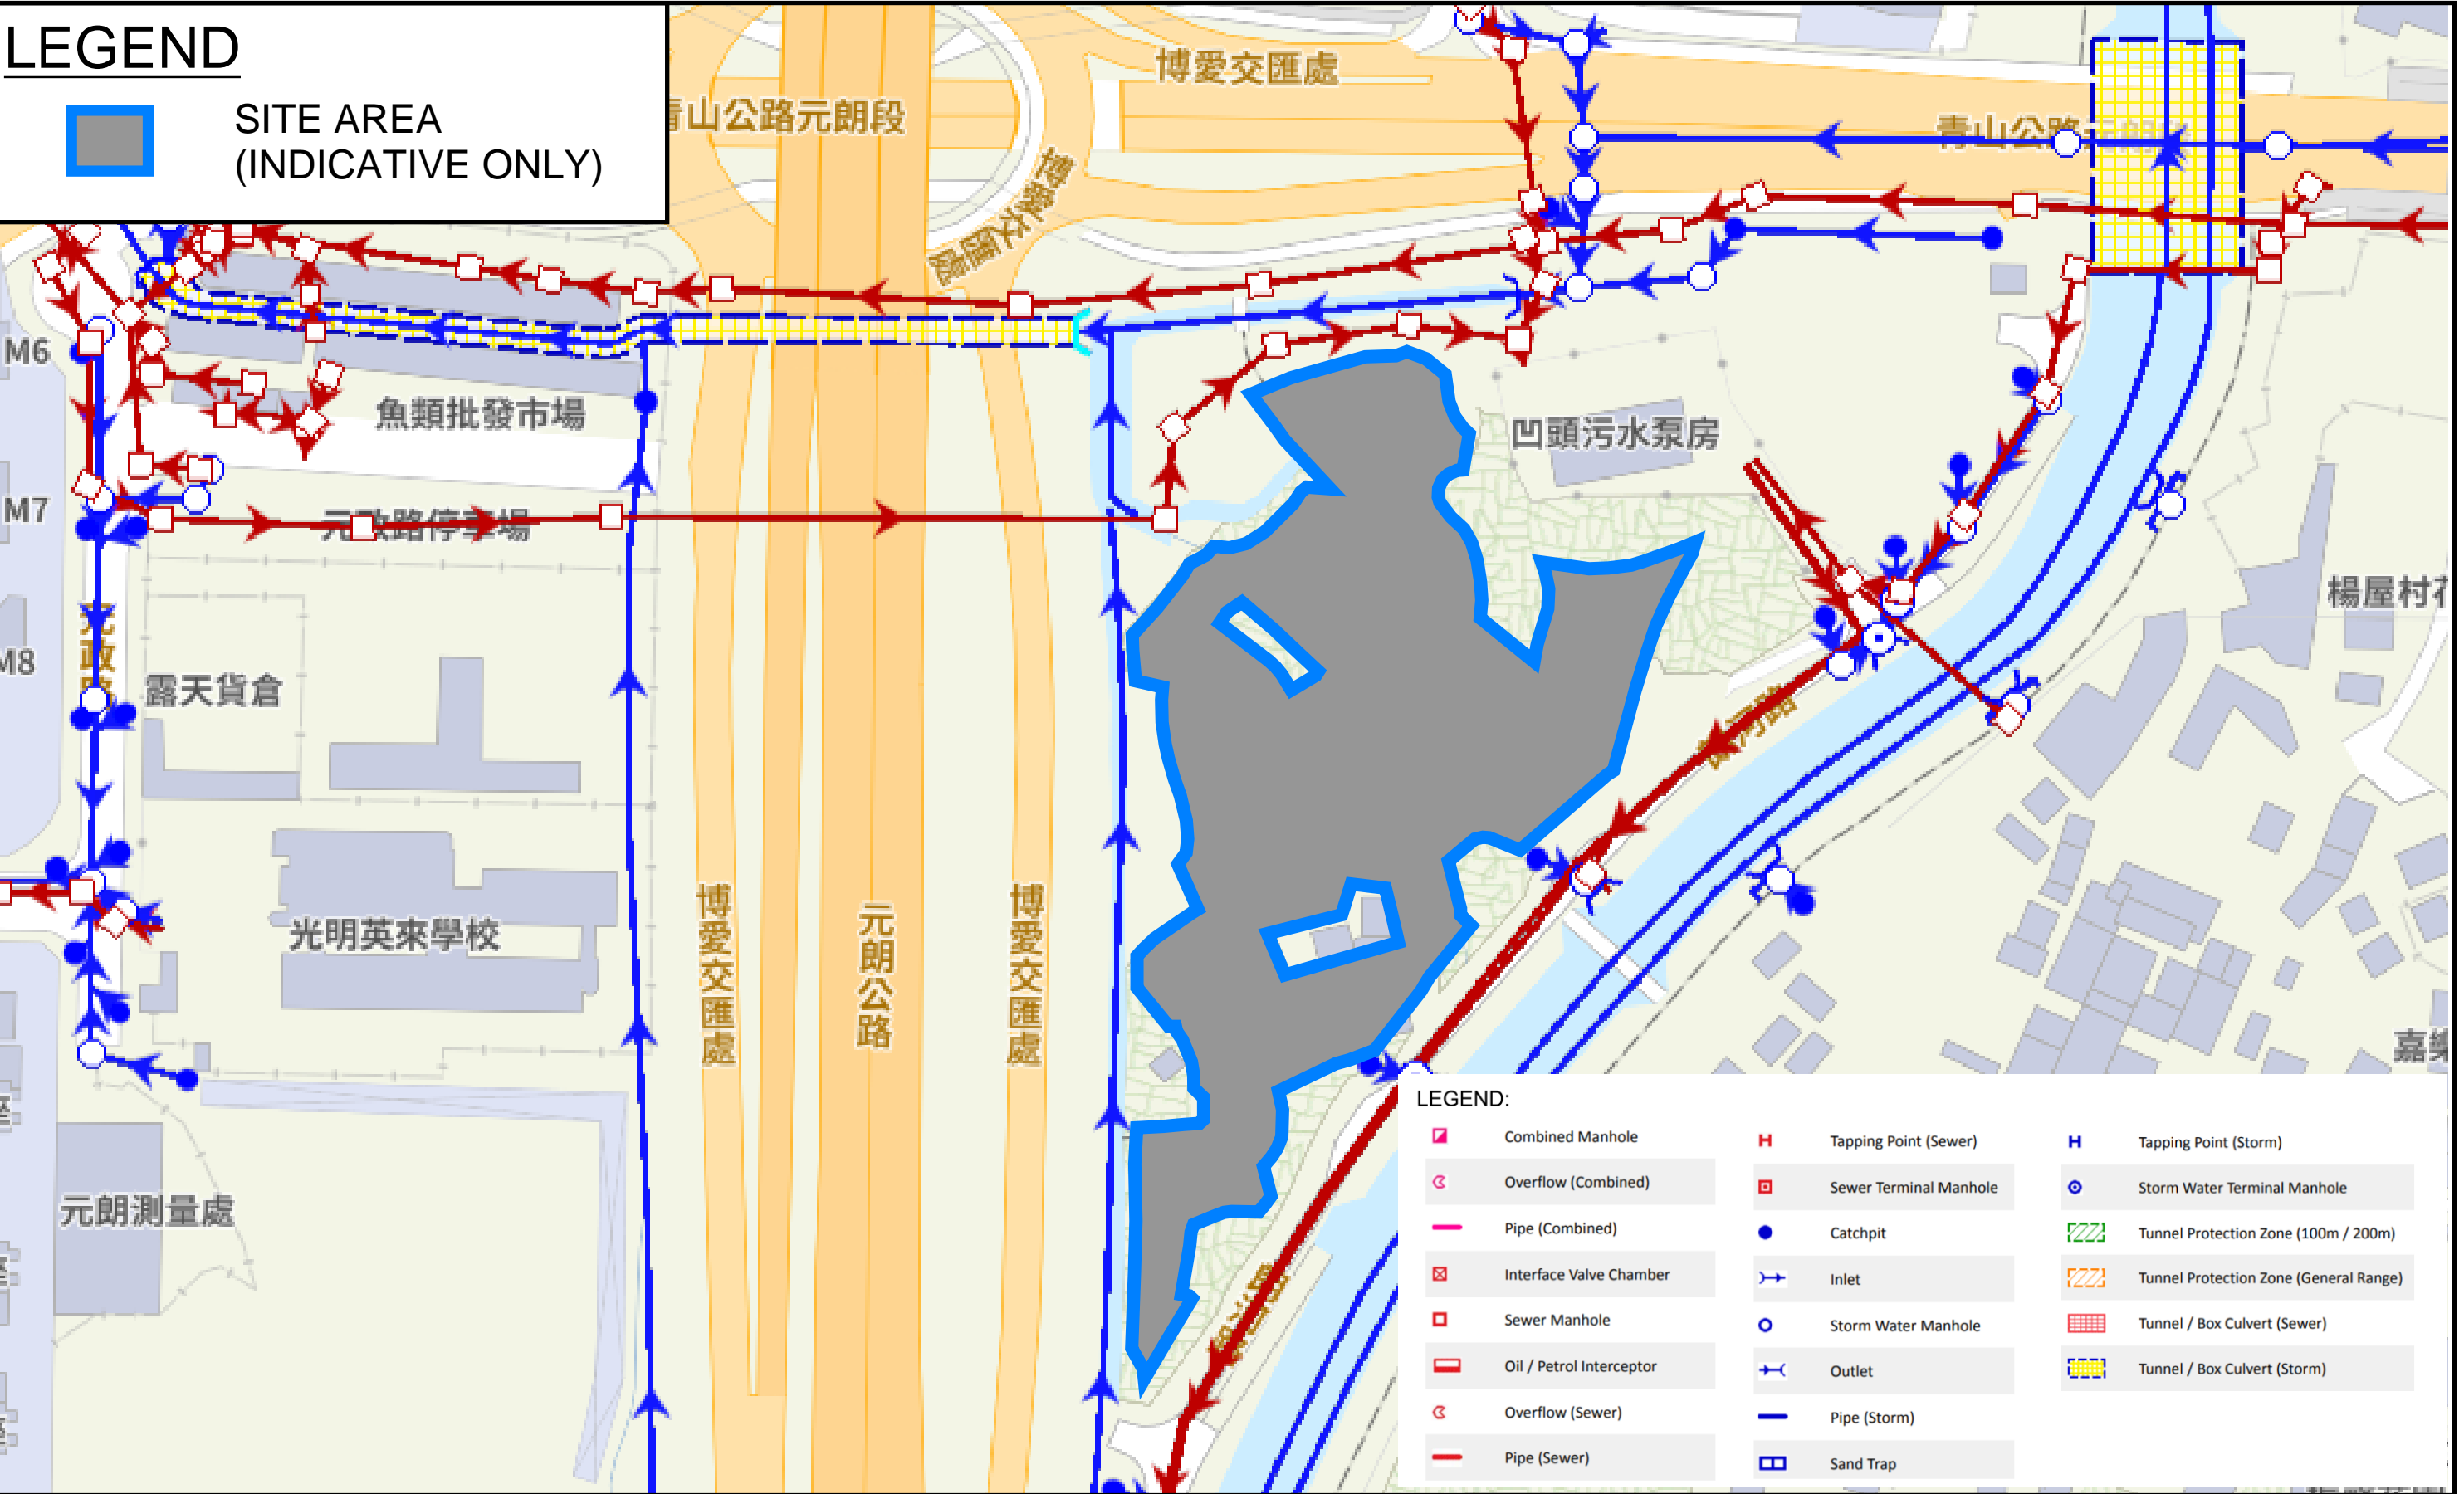 LEGEND
SITE AREA
(INDICATIVE ONLY)
博愛交匯處
青山公路元朗段
博愛交匯處
M6
魚類批發市場
凹頭污水泵房
M7
元政路停車場
元政路
M8
露天貨倉
光明英來學校
博愛交匯處
元朗公路
博愛交匯處
元朗測量處
LEGEND:
Combined Manhole
Overflow (Combined)
Pipe (Combined)
Interface Valve Chamber
Sewer Manhole
Oil / Petrol Interceptor
Overflow (Sewer)
Pipe (Sewer)
Tapping Point (Sewer)
Sewer Terminal Manhole
Catchpit
Inlet
Storm Water Manhole
Outlet
Pipe (Storm)
Sand Trap
Tapping Point (Storm)
Storm Water Terminal Manhole
Tunnel Protection Zone (100m / 200m)
Tunnel Protection Zone (General Range)
Tunnel / Box Culvert (Sewer)
Tunnel / Box Culvert (Storm)